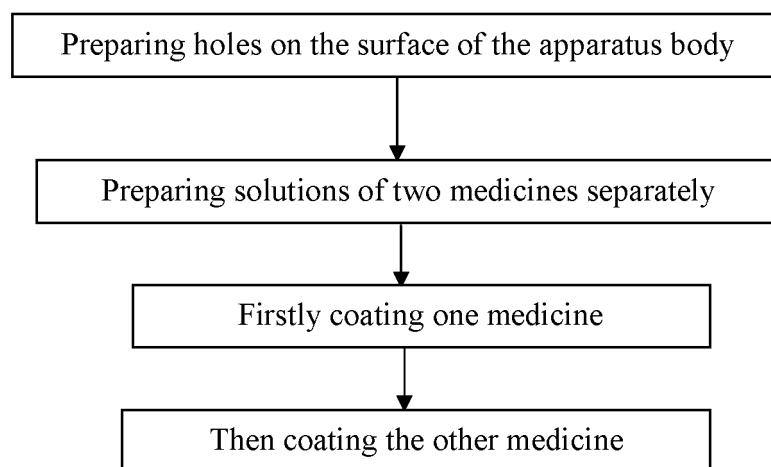 Preparing holes on the surface of the apparatus body
Preparing solutions of two medicines separately
Firstly coating one medicine
Then coating the other medicine